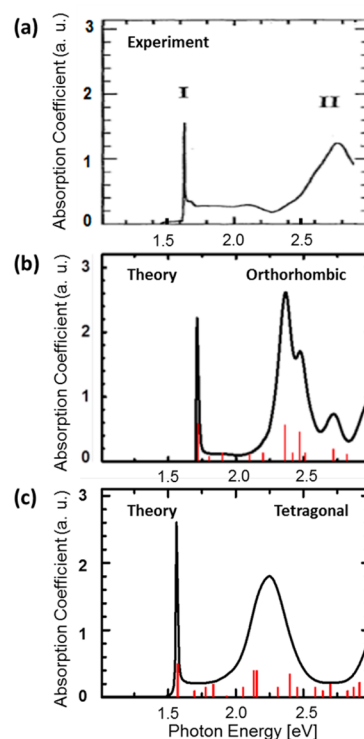 (a)
Absorption Coefficient (a. u.)
3
2
1
0
Experiment
I
II
1.5 2.0 2.5
(b)
Absorption Coefficient (a. u.)
3
2
1
0
Theory Orthorhombic
1.5 2.0 2.5
(c)
Absorption Coefficient (a. u.)
3
2
1
0
Theory Tetragonal
1.5 2.0 2.5
Photon Energy [eV]